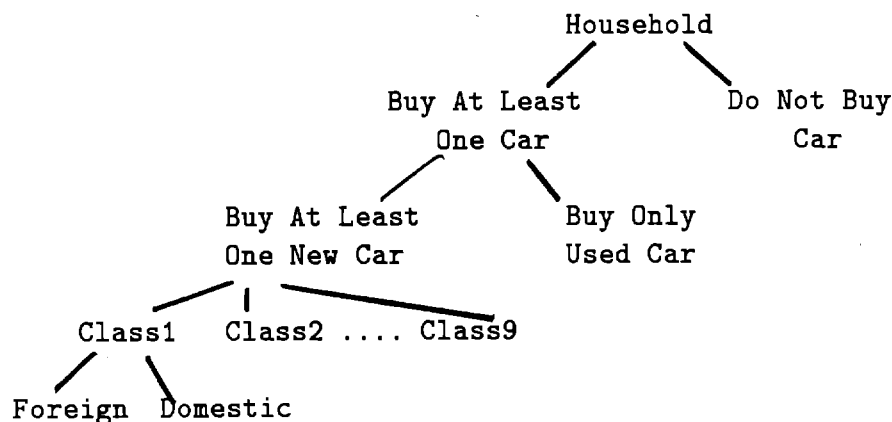 Household
Buy At Least Do Not Buy
One Car Car
Buy At Least Buy Only
One New Car Used Car
Class1 Class2 .... Class9
Foreign Domestic